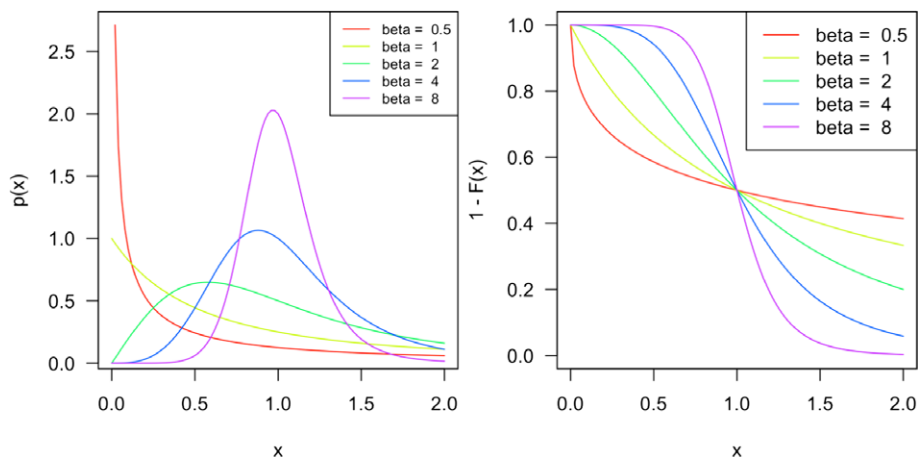 beta = 0.5
beta = 1
beta = 2
beta = 4
beta = 8
p(x)
2.5
2.0
1.5
1.0
0.5
0.0
0.0 0.5 1.0 1.5 2.0
x
beta = 0.5
beta = 1
beta = 2
beta = 4
beta = 8
1 - F(x)
1.0
0.8
0.6
0.4
0.2
0.0
0.0 0.5 1.0 1.5 2.0
x